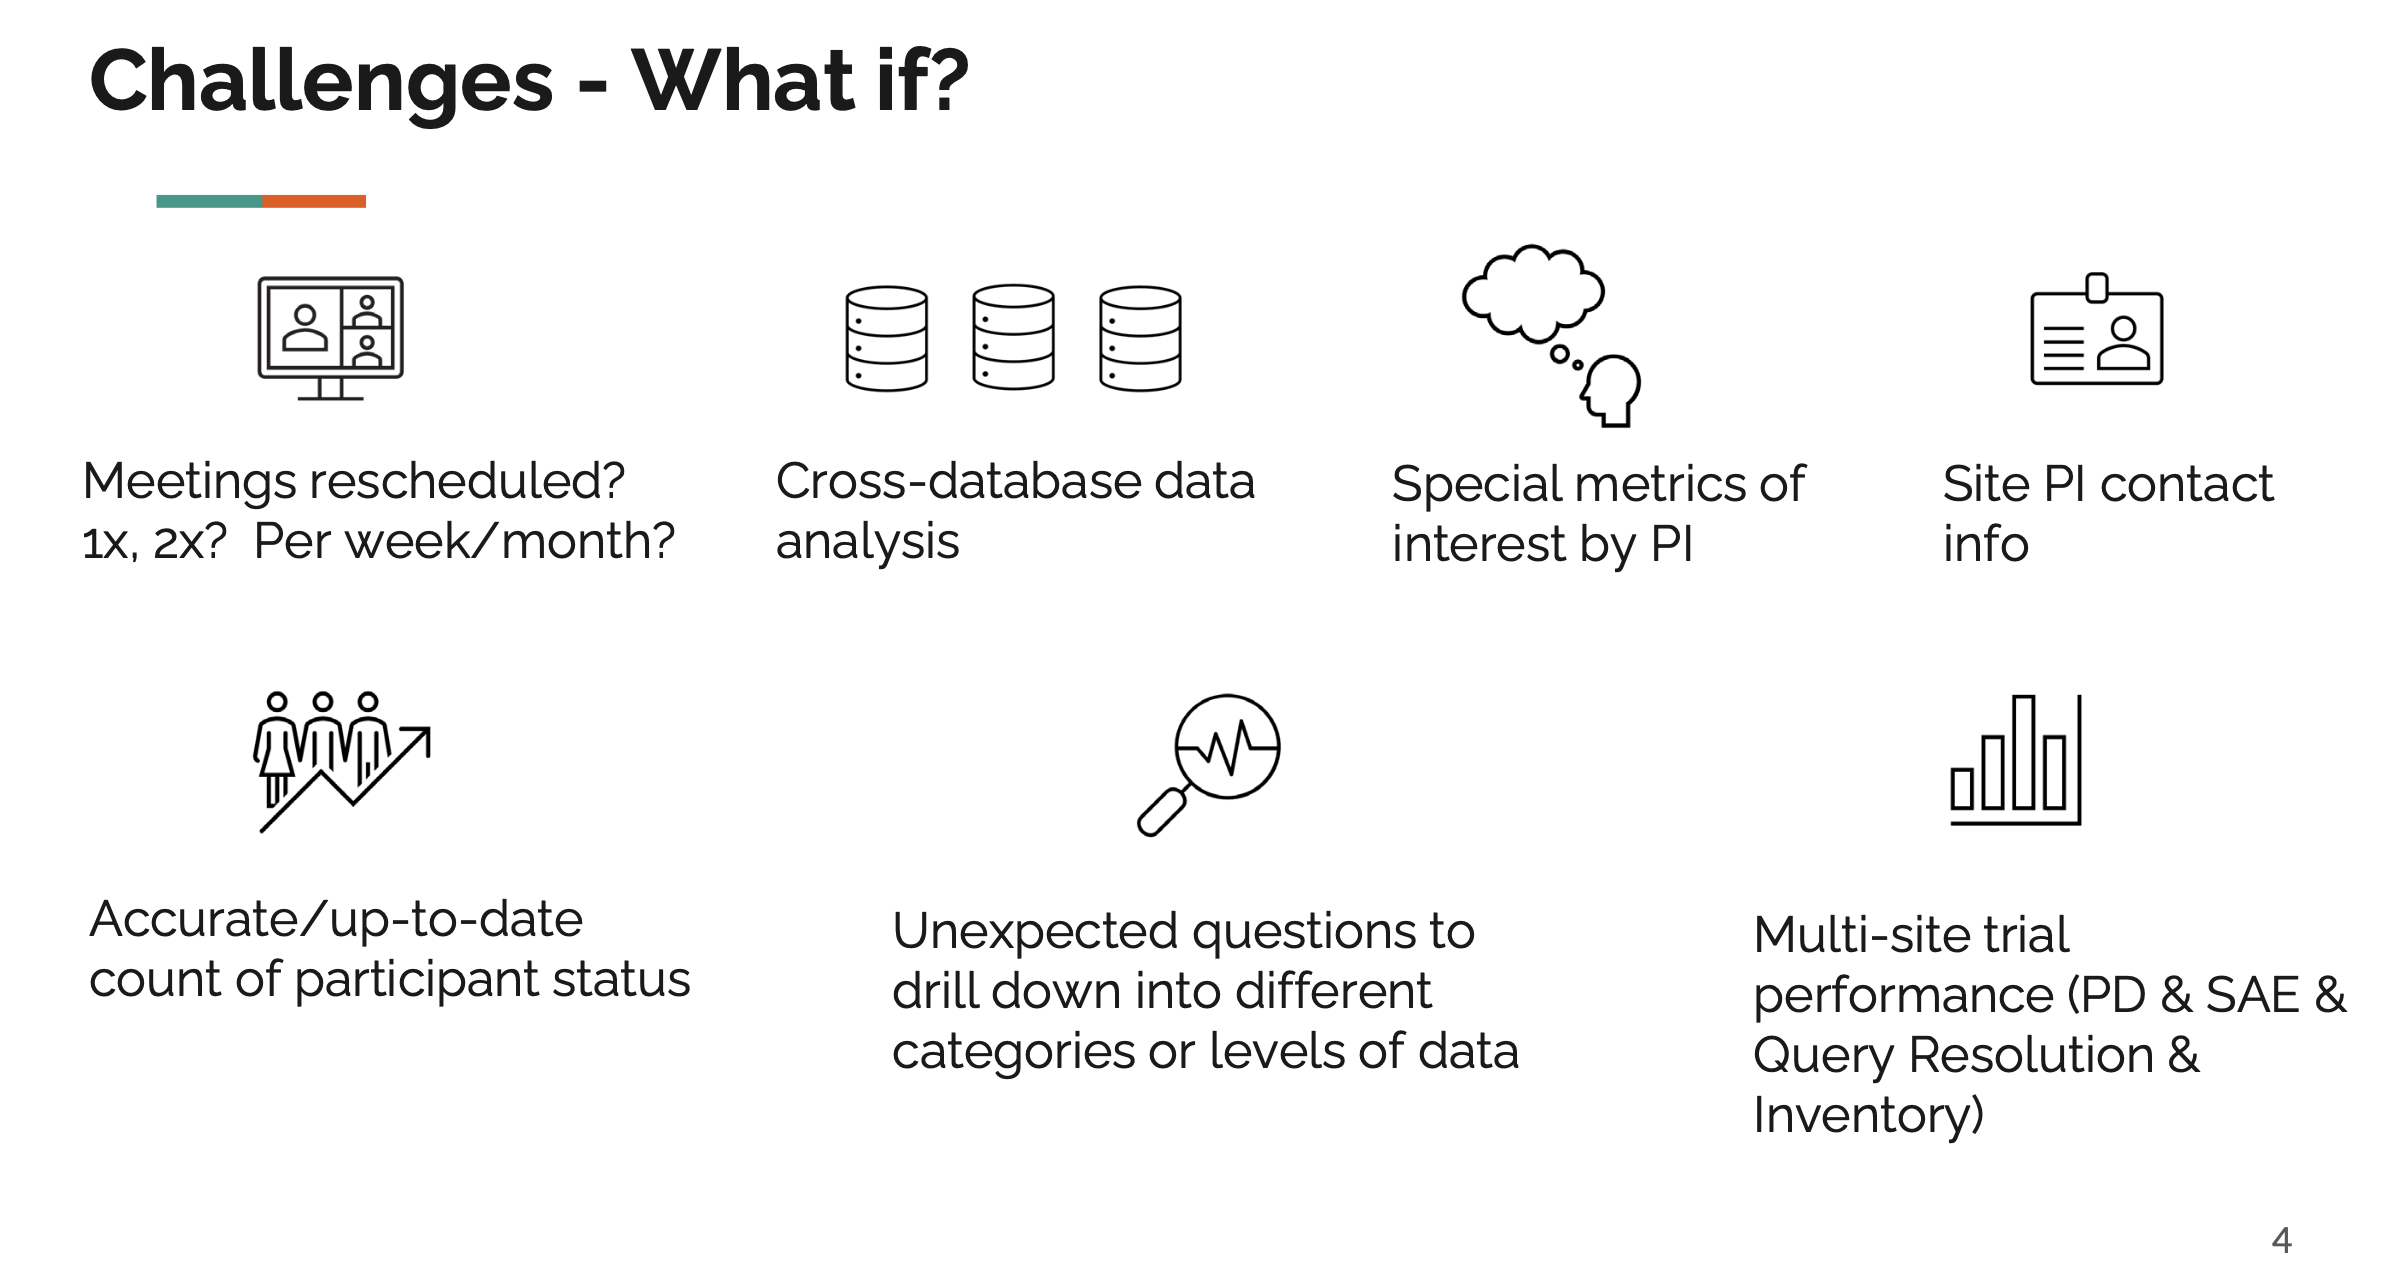 Challenges - What if?
Meetings rescheduled?
1x, 2x?  Per week/month?
Cross-database data
analysis
Special metrics of
interest by PI
Site PI contact
info
Accurate/up-to-date
count of participant status
Unexpected questions to
drill down into different
categories or levels of data
Multi-site trial
performance (PD & SAE &
Query Resolution &
Inventory)
4